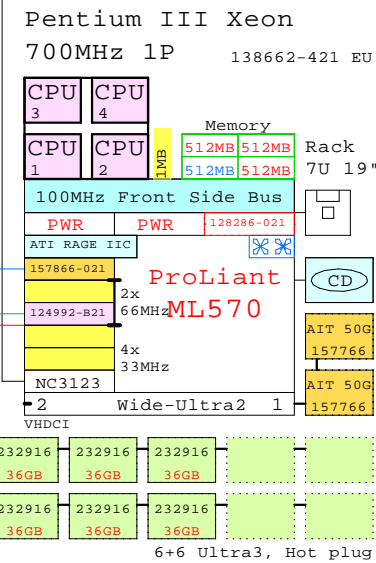 Pentium III Xeon
700MHz 1P
138662-421 EU
CPU
3
CPU
4
CPU
1
CPU
2
1MB
Memory
512MB 512MB
512MB 512MB
Rack
7U 19"
100MHz Front Side Bus
PWR PWR 128286-021
ATI RAGE IIC
157866-021
ProLiant
ML570
CD
2x
66MHz
124992-B21
AIT 50G
157766
4x
33MHz
NC3123
AIT 50G
157766
2 Wide-Ultra2 1
VHDCI
232916 232916 232916
36GB 36GB 36GB
232916 232916 232916
36GB 36GB 36GB
6+6 Ultra3, Hot plug